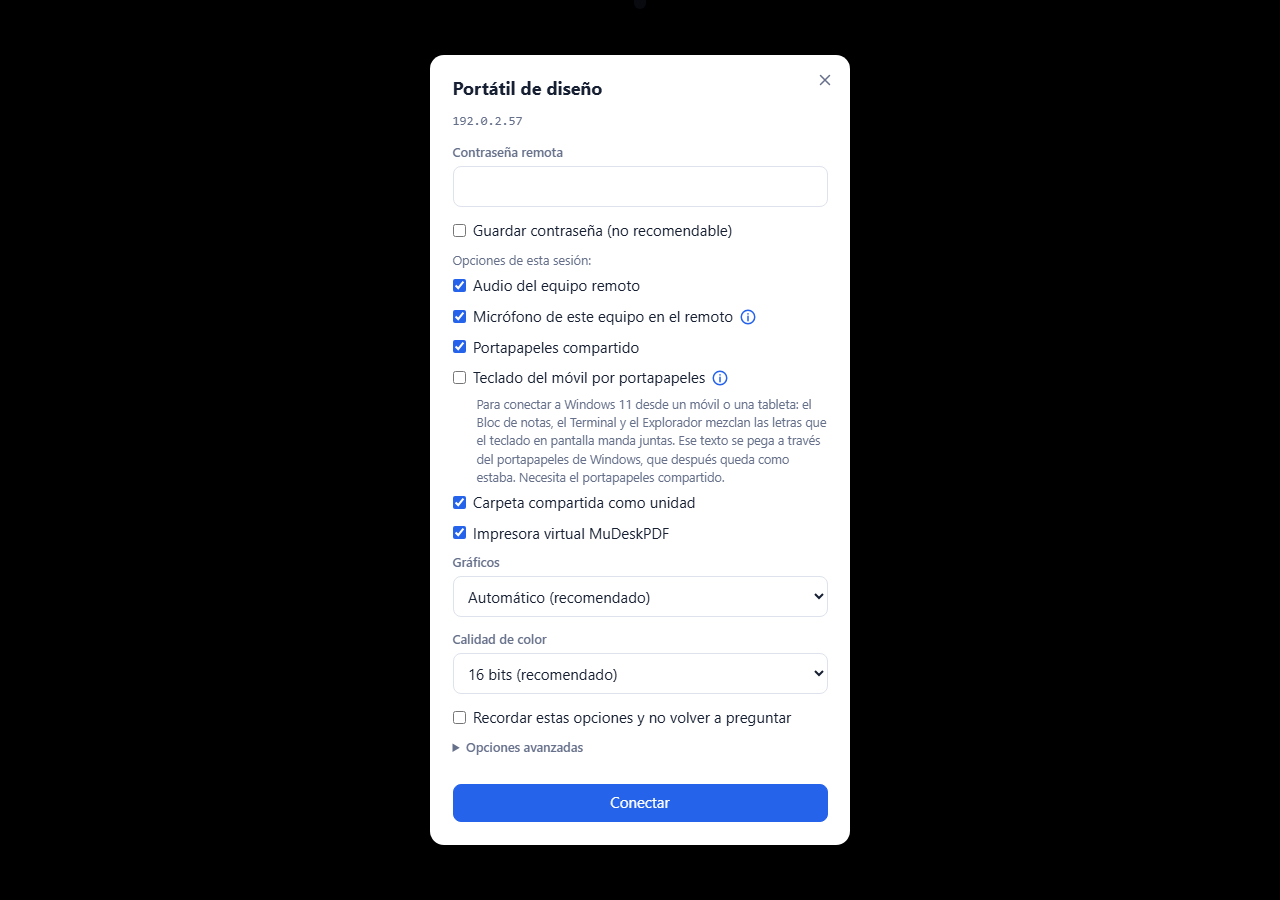 Portátil de diseño
192.0.2.57
Contraseña remota
Guardar contraseña (no recomendable)
Opciones de esta sesión:
Audio del equipo remoto
Micrófono de este equipo en el remoto
Portapapeles compartido
Teclado del móvil por portapapeles
Para conectar a Windows 11 desde un móvil o una tableta: el
Bloc de notas, el Terminal y el Explorador mezclan las letras que
el teclado en pantalla manda juntas. Ese texto se pega a través
del portapapeles de Windows, que después queda como
estaba. Necesita el portapapeles compartido.
Carpeta compartida como unidad
Impresora virtual MuDeskPDF
Gráficos
Automático (recomendado)
Calidad de color
16 bits (recomendado)
Recordar estas opciones y no volver a preguntar
Opciones avanzadas
Conectar